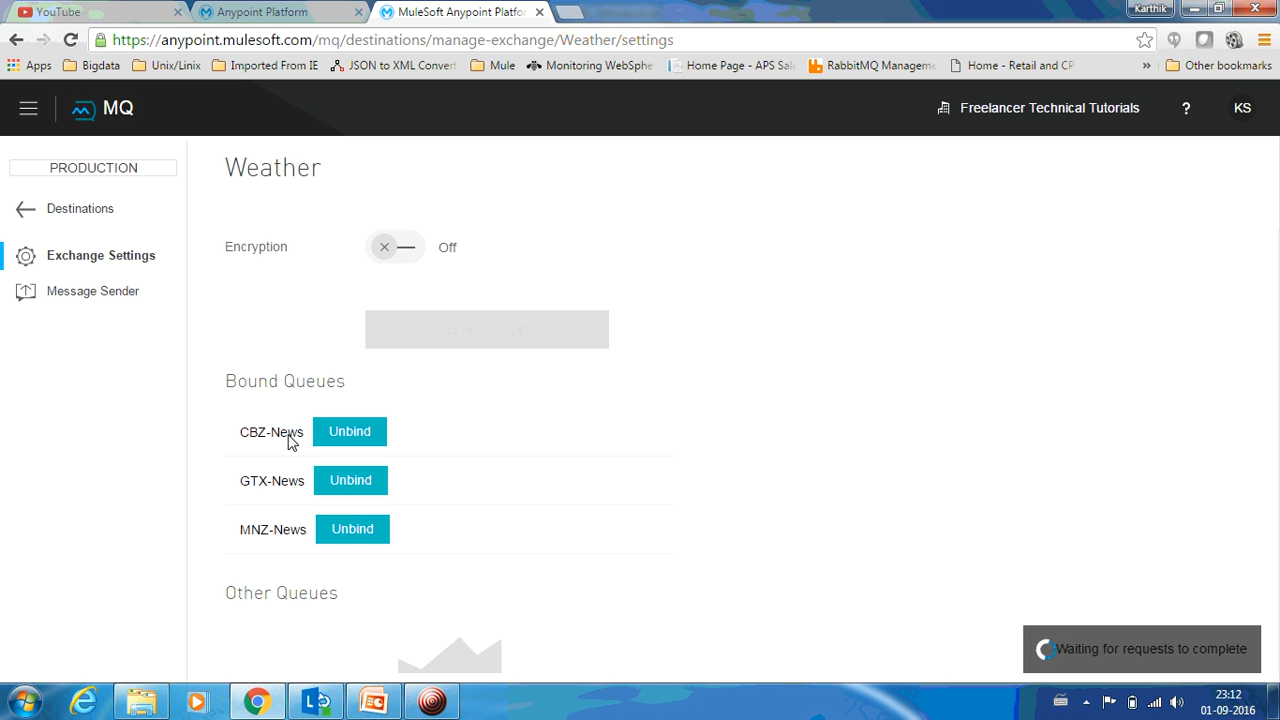 YouTube
Anypoint Platform
MuleSoft Anypoint Platfor
Karthik
https://anypoint.mulesoft.com/mq/destinations/manage-exchange/Weather/settings
Apps
Bigdata
Unix/Linix
Imported From IE
JSON to XML Convert
Mule
Monitoring WebSphe
Home Page - APS Sale
RabbitMQ Manageme
Home - Retail and CP
»
Other bookmarks
MQ
Freelancer Technical Tutorials
?
KS
PRODUCTION
Destinations
Exchange Settings
Message Sender
Weather
Encryption
Off
Bound Queues
CBZ-News Unbind
GTX-News Unbind
MNZ-News Unbind
Other Queues
Waiting for requests to complete
23:12
01-09-2016